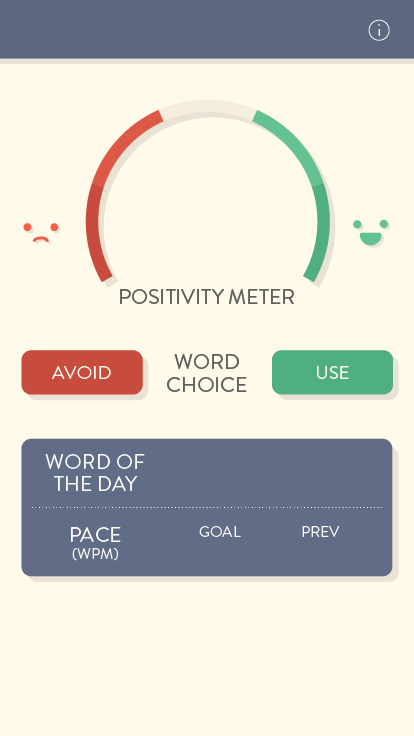 POSITIVITY METER
AVOID
WORD
CHOICE
USE
WORD OF
THE DAY
PACE
(WPM)
GOAL
PREV